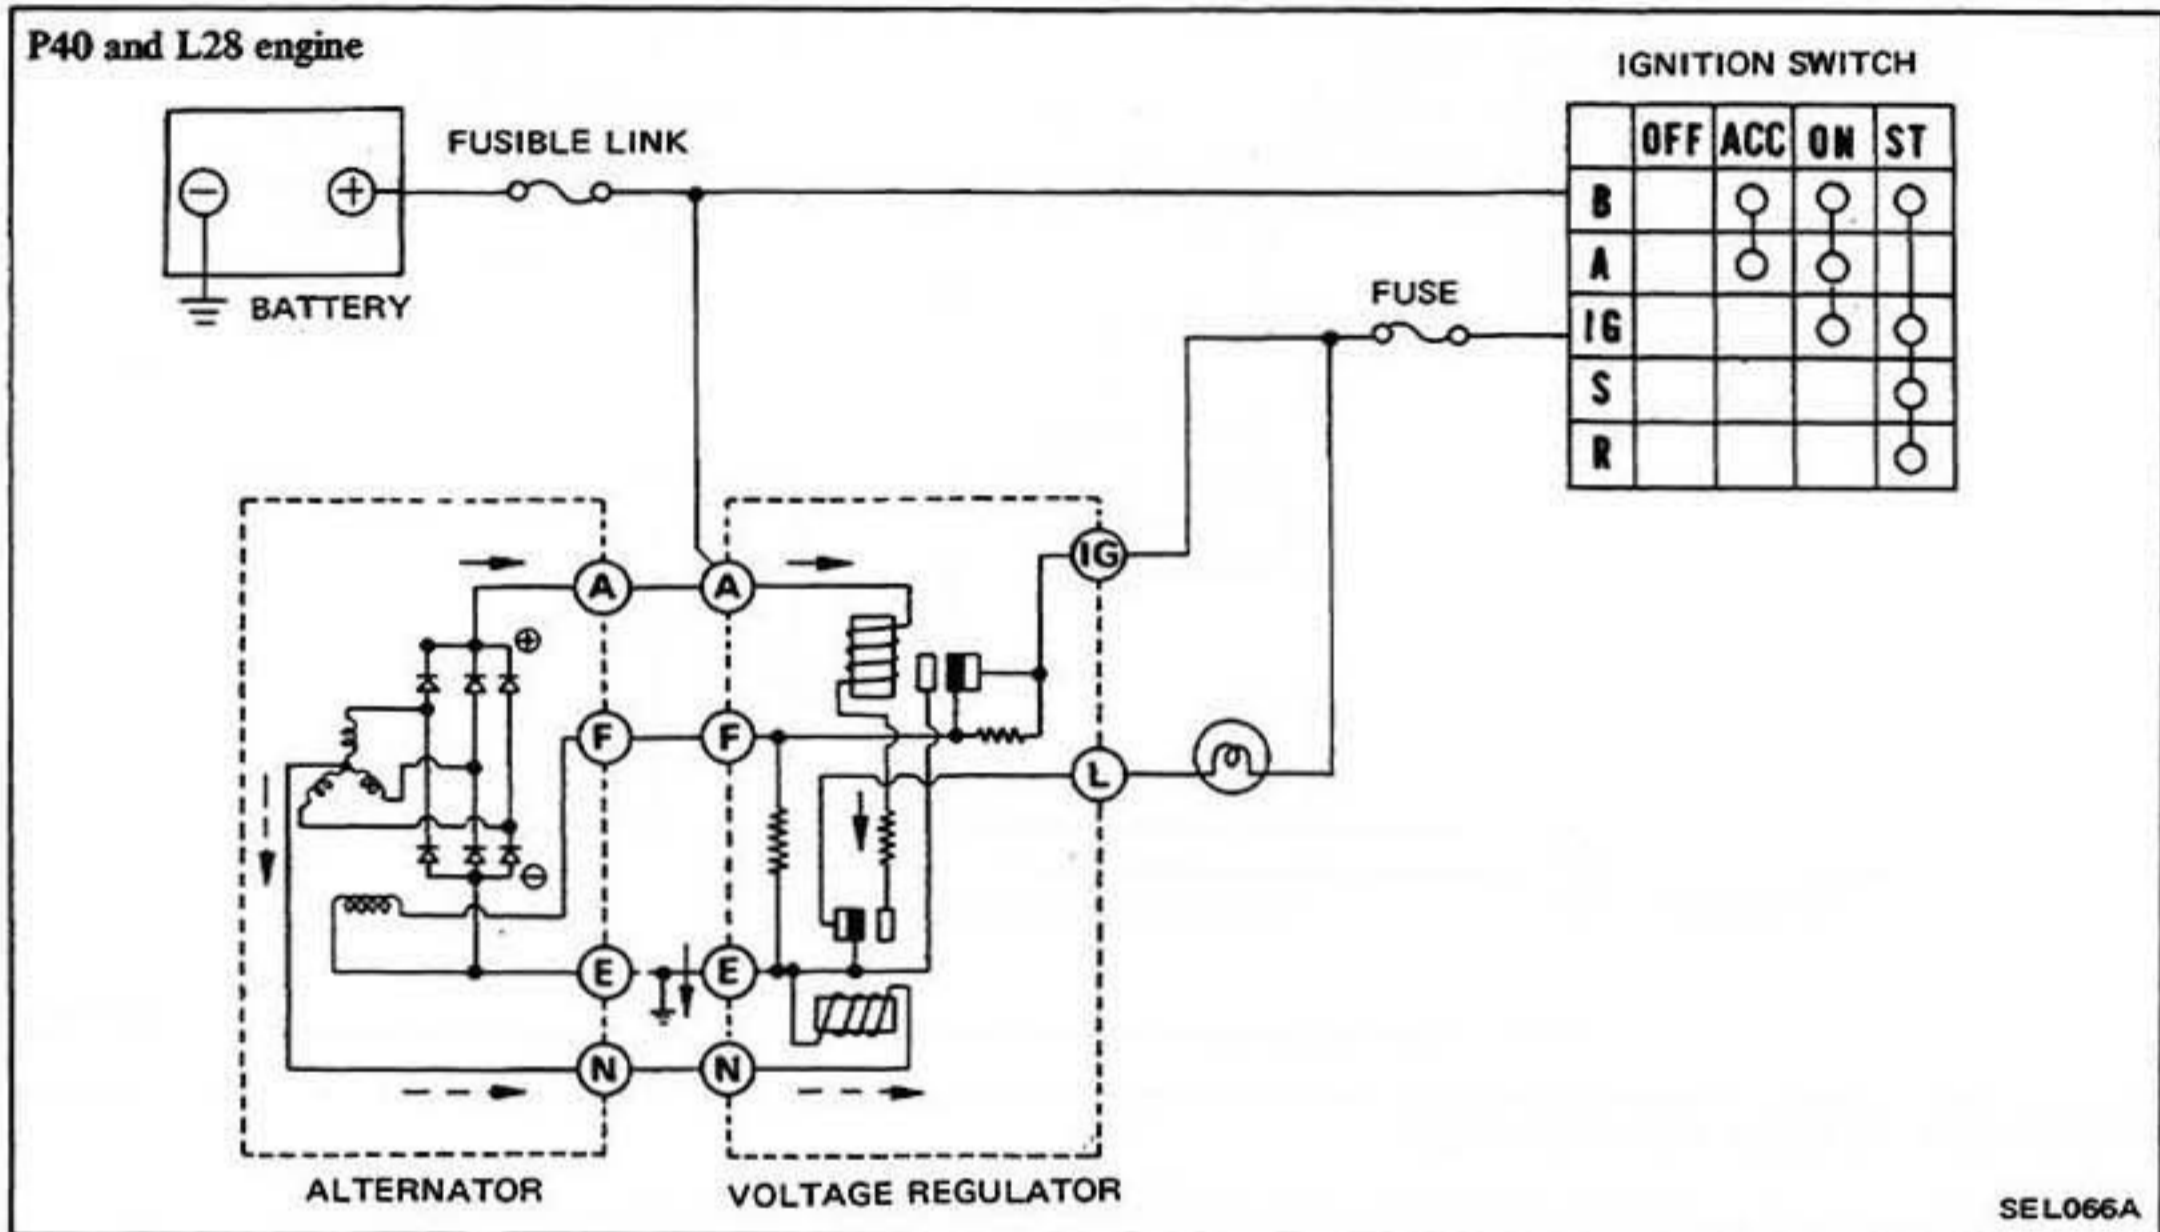 P40 and L28 engine
IGNITION SWITCH
OFF ACC ON ST
B
A
IG
S
R
FUSIBLE LINK
BATTERY
FUSE
A A IG
F F L
E E
N N
ALTERNATOR
VOLTAGE REGULATOR
SEL066A